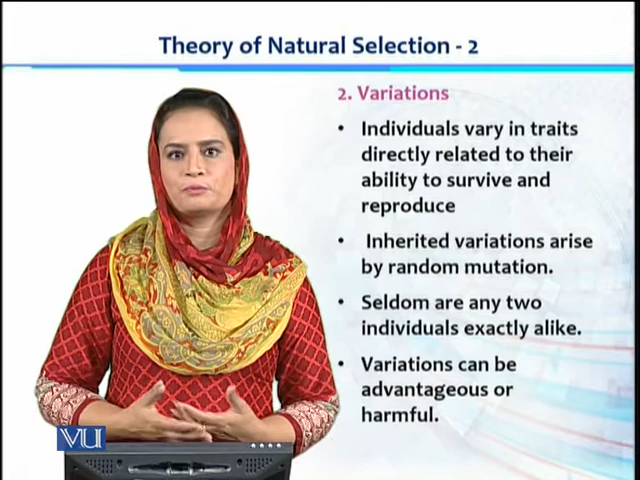 Theory of Natural Selection - 2
2. Variations
• Individuals vary in traits
directly related to their
ability to survive and
reproduce
• Inherited variations arise
by random mutation.
• Seldom are any two
individuals exactly alike.
• Variations can be
advantageous or
harmful.
VU